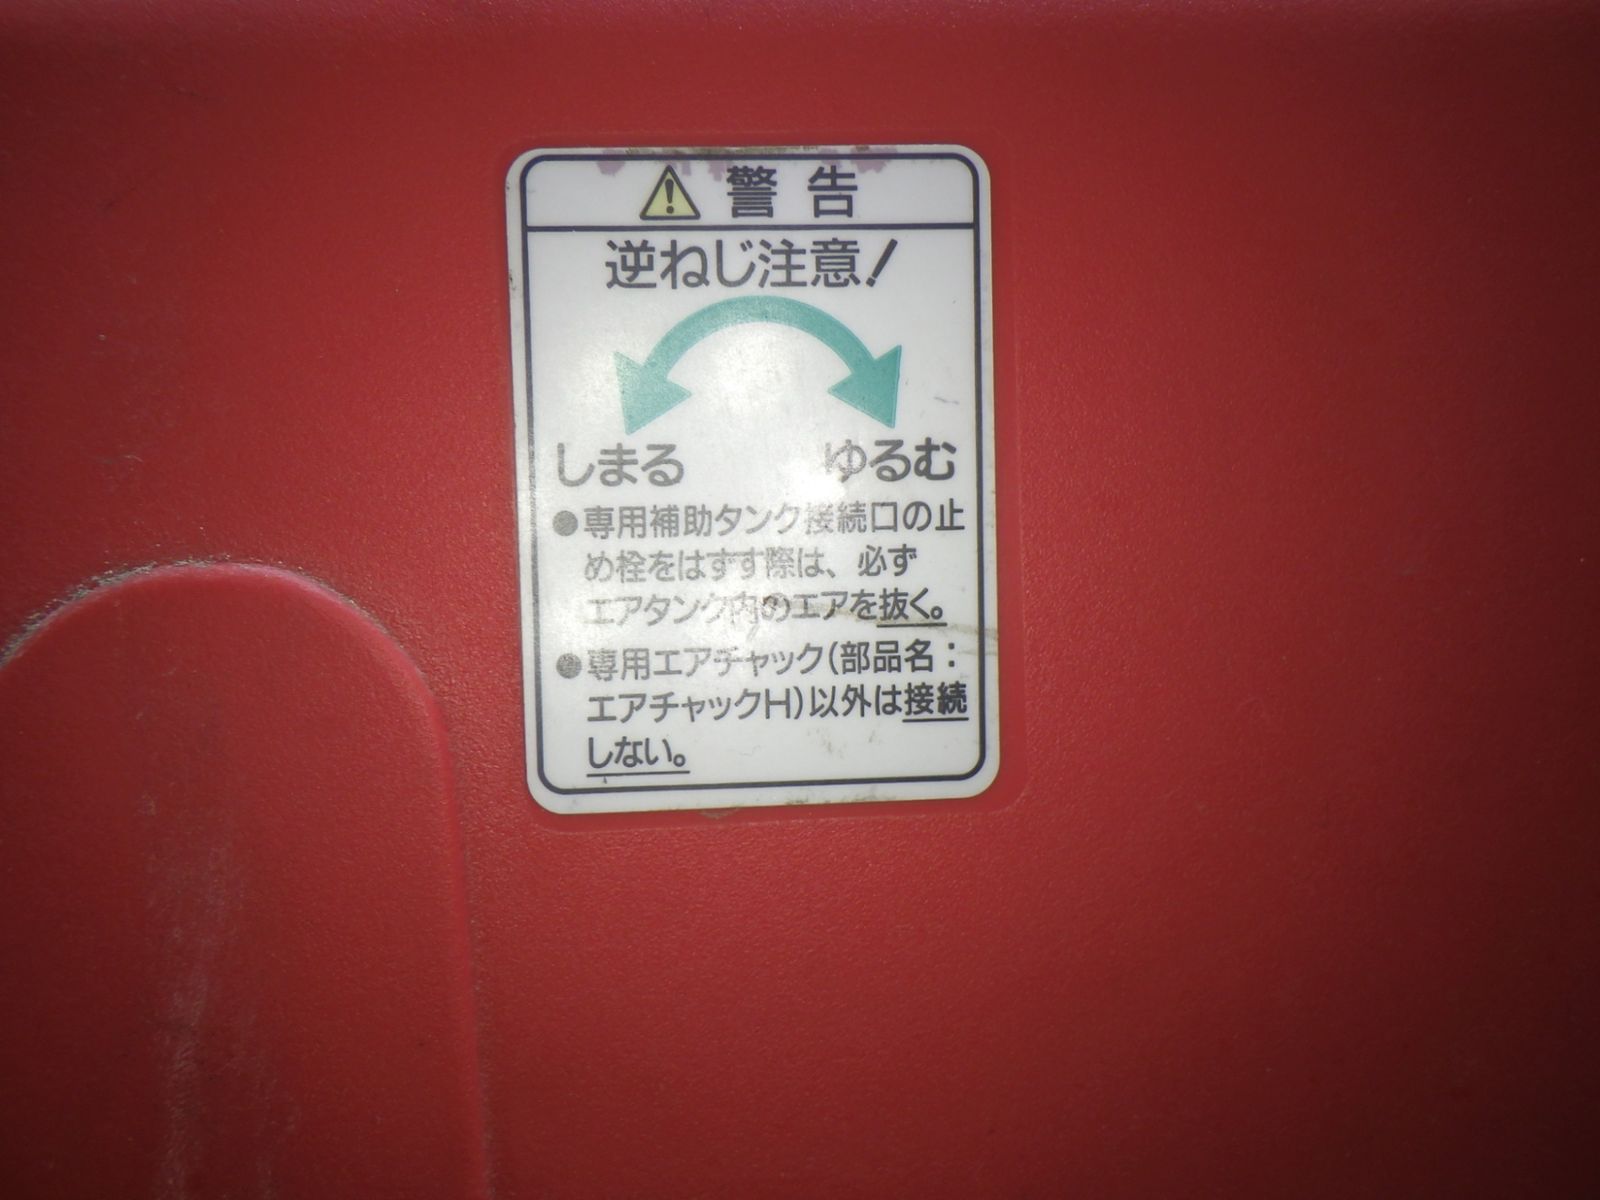 警告
逆ねじ注意!
しまる ゆるむ
●専用補助タンク接続口の止
め栓をはずす際は、必ず
エアタンク内のエアを抜く。
●専用エアチャック(部品名:
エアチャックH)以外は接続
しない。